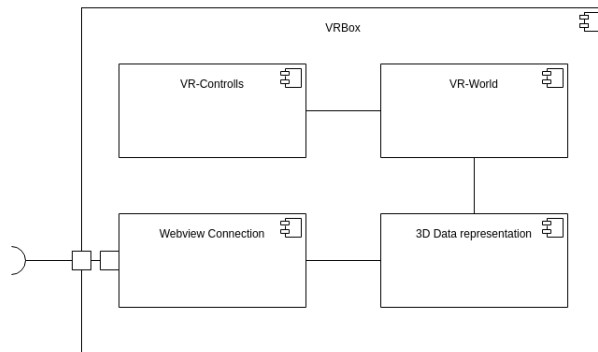 VRBox
VR-Controlls
VR-World
Webview Connection
3D Data representation